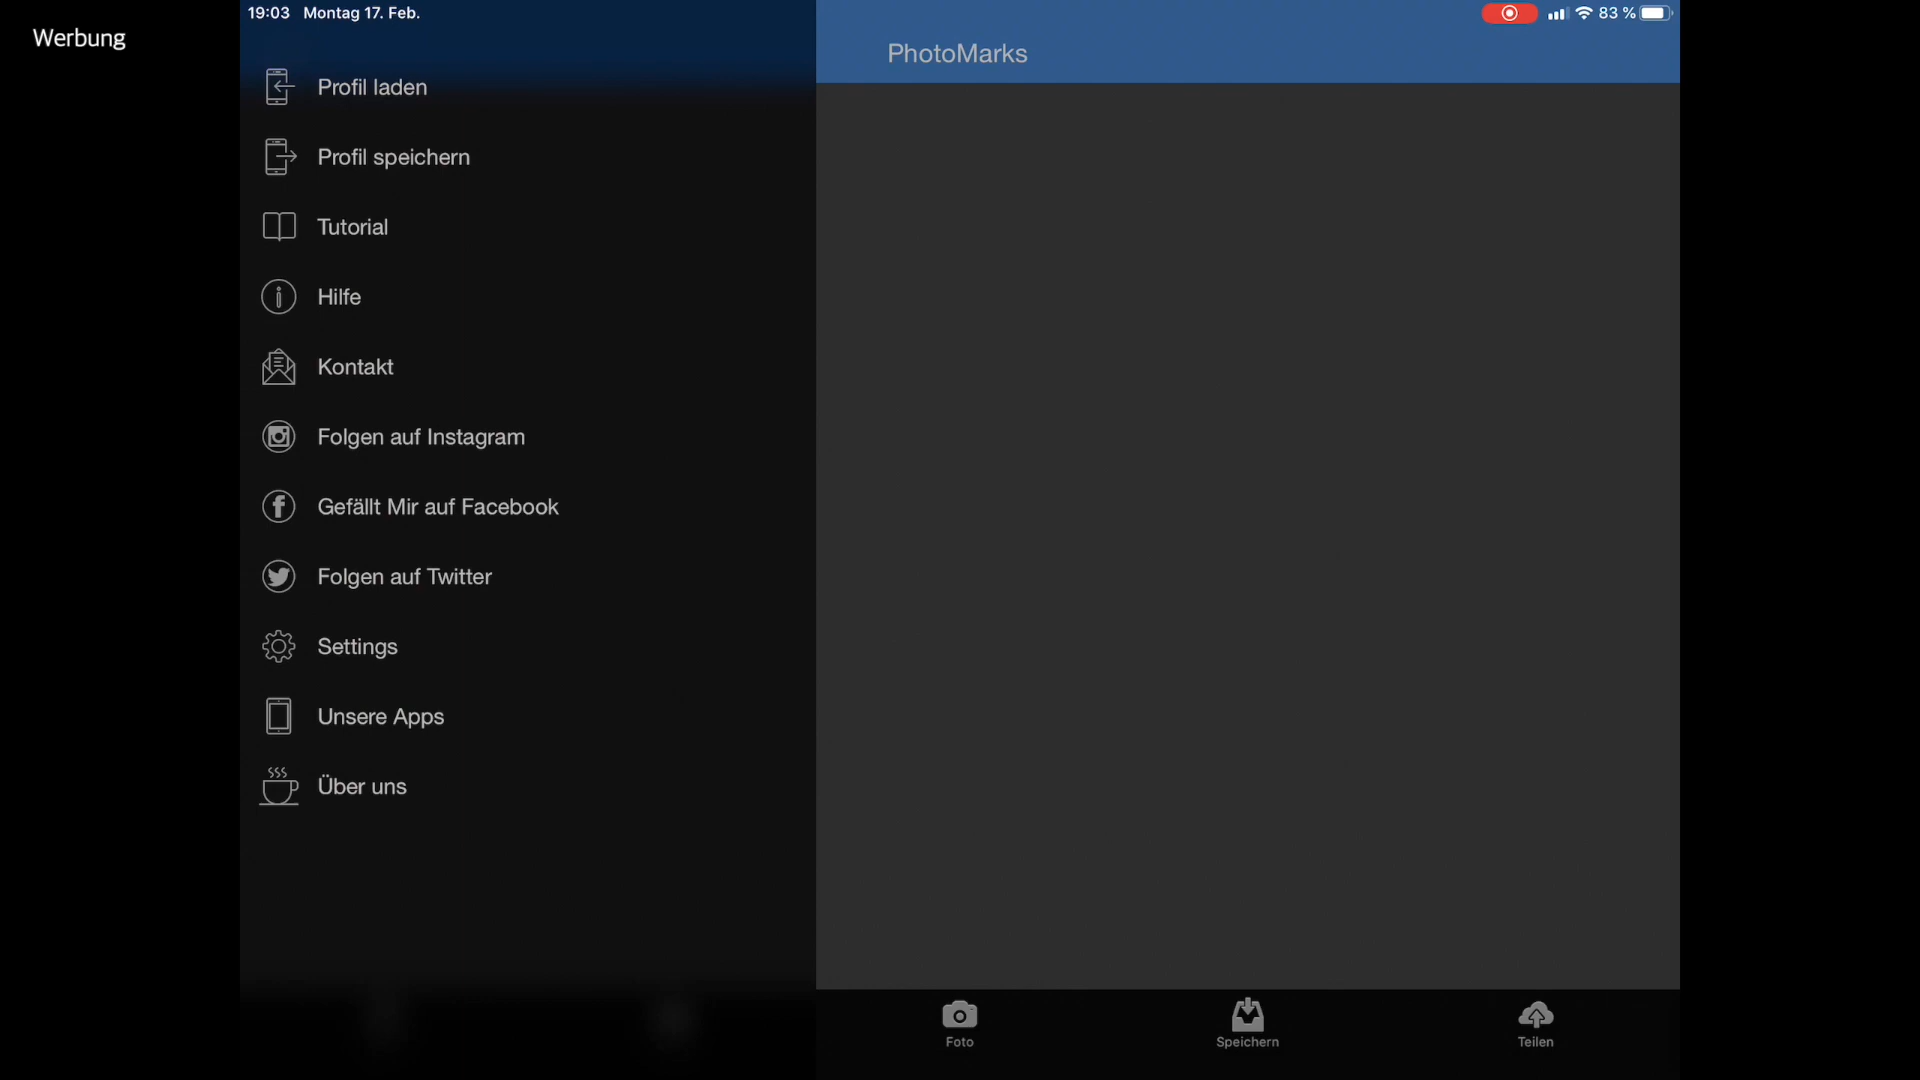 Werbung
19:03 Montag 17. Feb.
83 %
PhotoMarks
Profil laden
Profil speichern
Tutorial
Hilfe
Kontakt
Folgen auf Instagram
Gefällt Mir auf Facebook
Folgen auf Twitter
Settings
Unsere Apps
Über uns
Foto
Speichern
Teilen